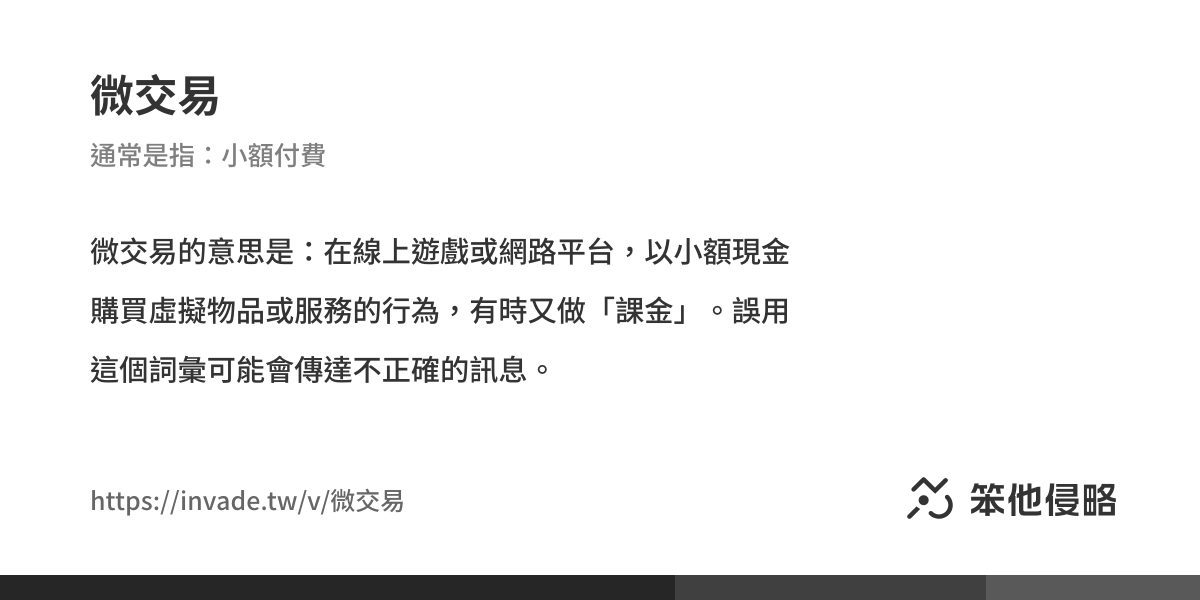 微交易
通常是指：小額付費
微交易的意思是：在線上遊戲或網路平台，以小額現金
購買虛擬物品或服務的行為，有時又做「課金」。誤用
這個詞彙可能會傳達不正確的訊息。
https://invade.tw/v/微交易
笨他侵略